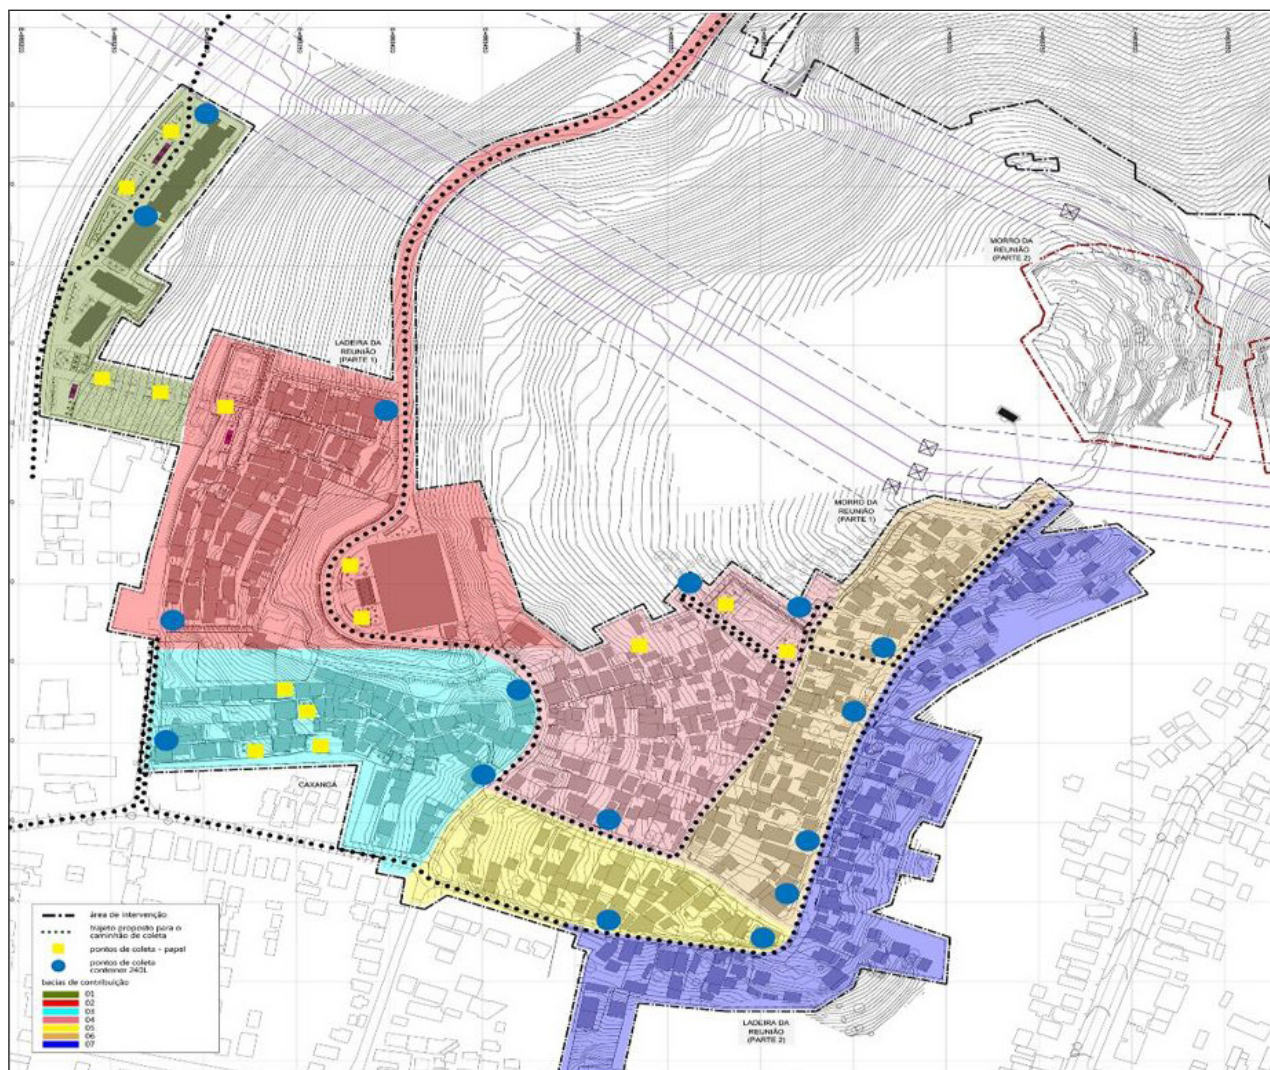 MORRO DA
REUNIÃO
(PARTE 2)
LADEIRA DA
REUNIÃO
(PARTE 1)
MORRO DA
REUNIÃO
(PARTE 1)
CAXANGÁ
área de intervenção
trajeto proposto para o
caminhão de coleta
pontos de coleta - papel
pontos de coleta
container 240L
bacias de contribuição
01
02
03
04
05
06
07
LADEIRA DA
REUNIÃO
(PARTE 2)